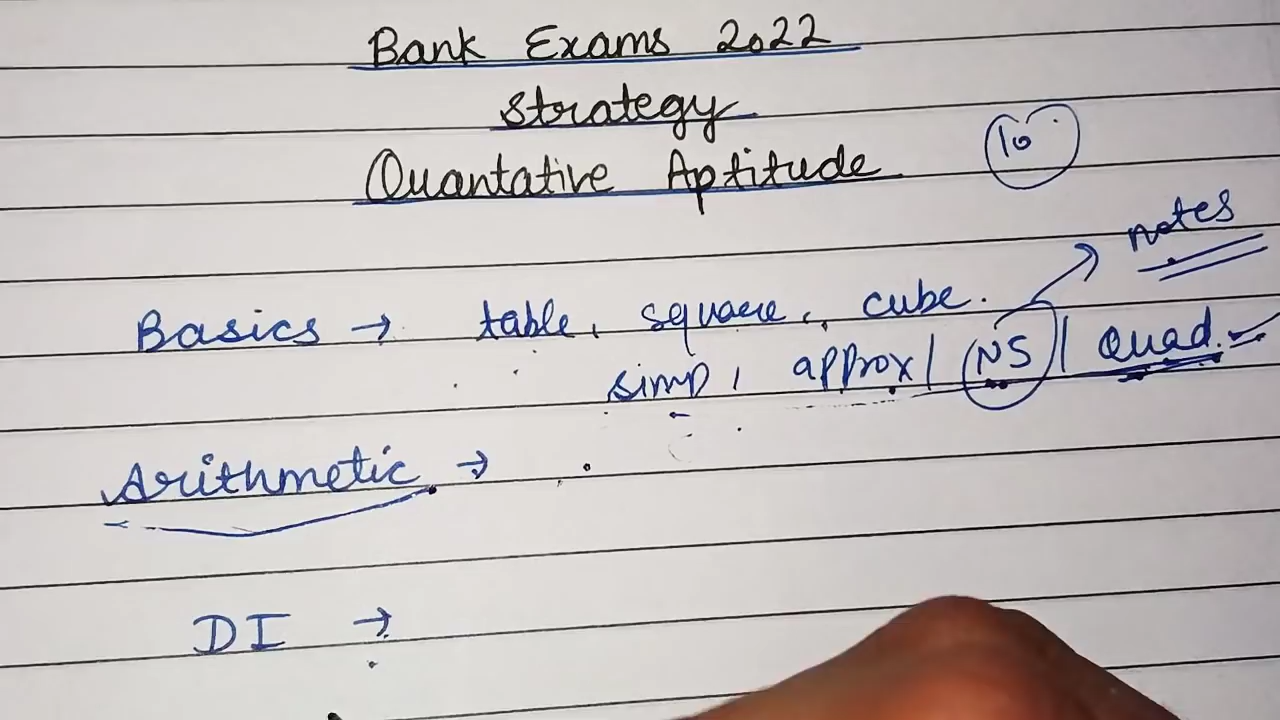 Bank Exams 2022
Strategy
Quantative Aptitude 10
notes
Basics → table, square, cube.
simp, approx | NS | Quad.
Arithmetic →
DI →